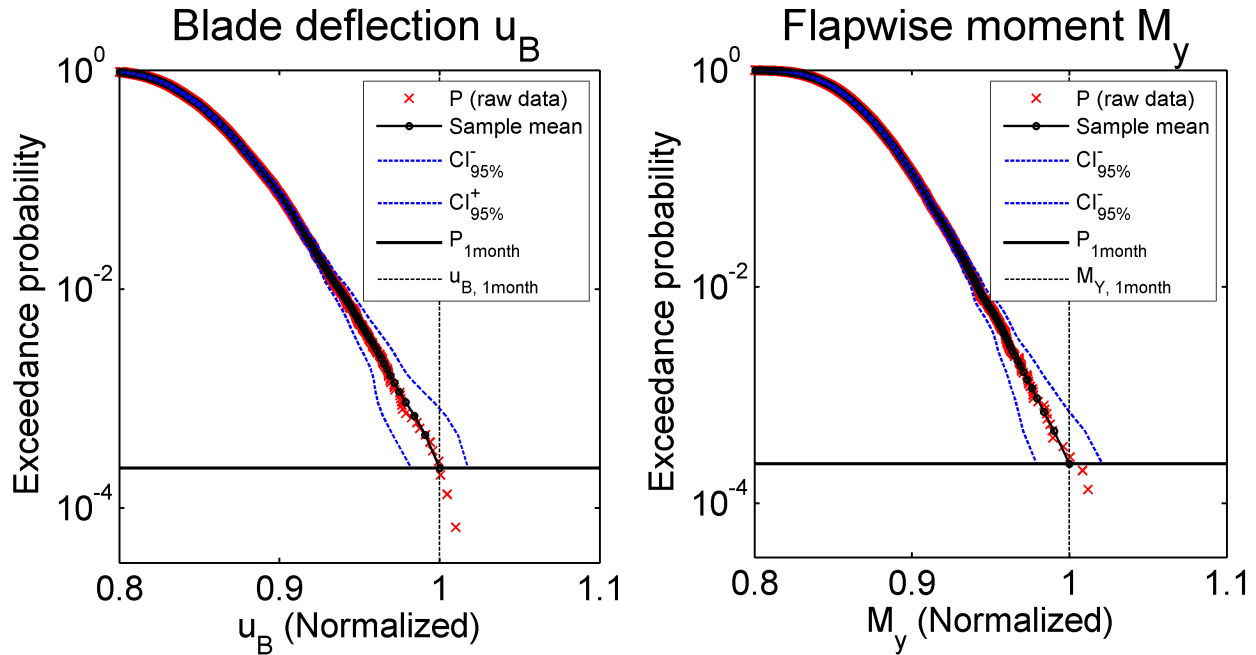 Blade deflection u_B
Exceedance probability
10^0
10^-2
10^-4
0.8 0.9 1 1.1
u_B (Normalized)
P (raw data)
Sample mean
CI^-_95%
CI^+_95%
P_1month
u_B, 1month
Flapwise moment M_y
Exceedance probability
10^0
10^-2
10^-4
0.8 0.9 1 1.1
M_y (Normalized)
P (raw data)
Sample mean
CI^-_95%
CI^-_95%
P_1month
M_Y, 1month